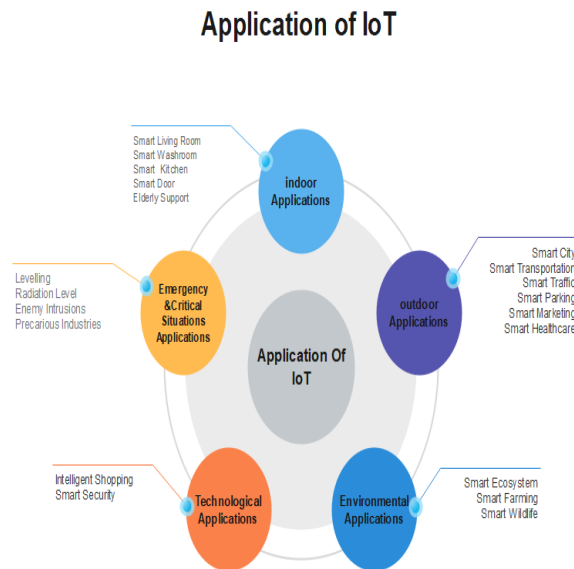 Application of IoT
Smart Living Room
Smart Washroom
Smart Kitchen
Smart Door
Elderly Support
indoor
Applications
Levelling
Radiation Level
Enemy Intrusions
Precarious Industries
Emergency
&Critical
Situations
Applications
Smart City
Smart Transportation
Smart Traffic
Smart Parking
Smart Marketing
Smart Healthcare
outdoor
Applications
Application Of
IoT
Intelligent Shopping
Smart Security
Technological
Applications
Environmental
Applications
Smart Ecosystem
Smart Farming
Smart Wildlife